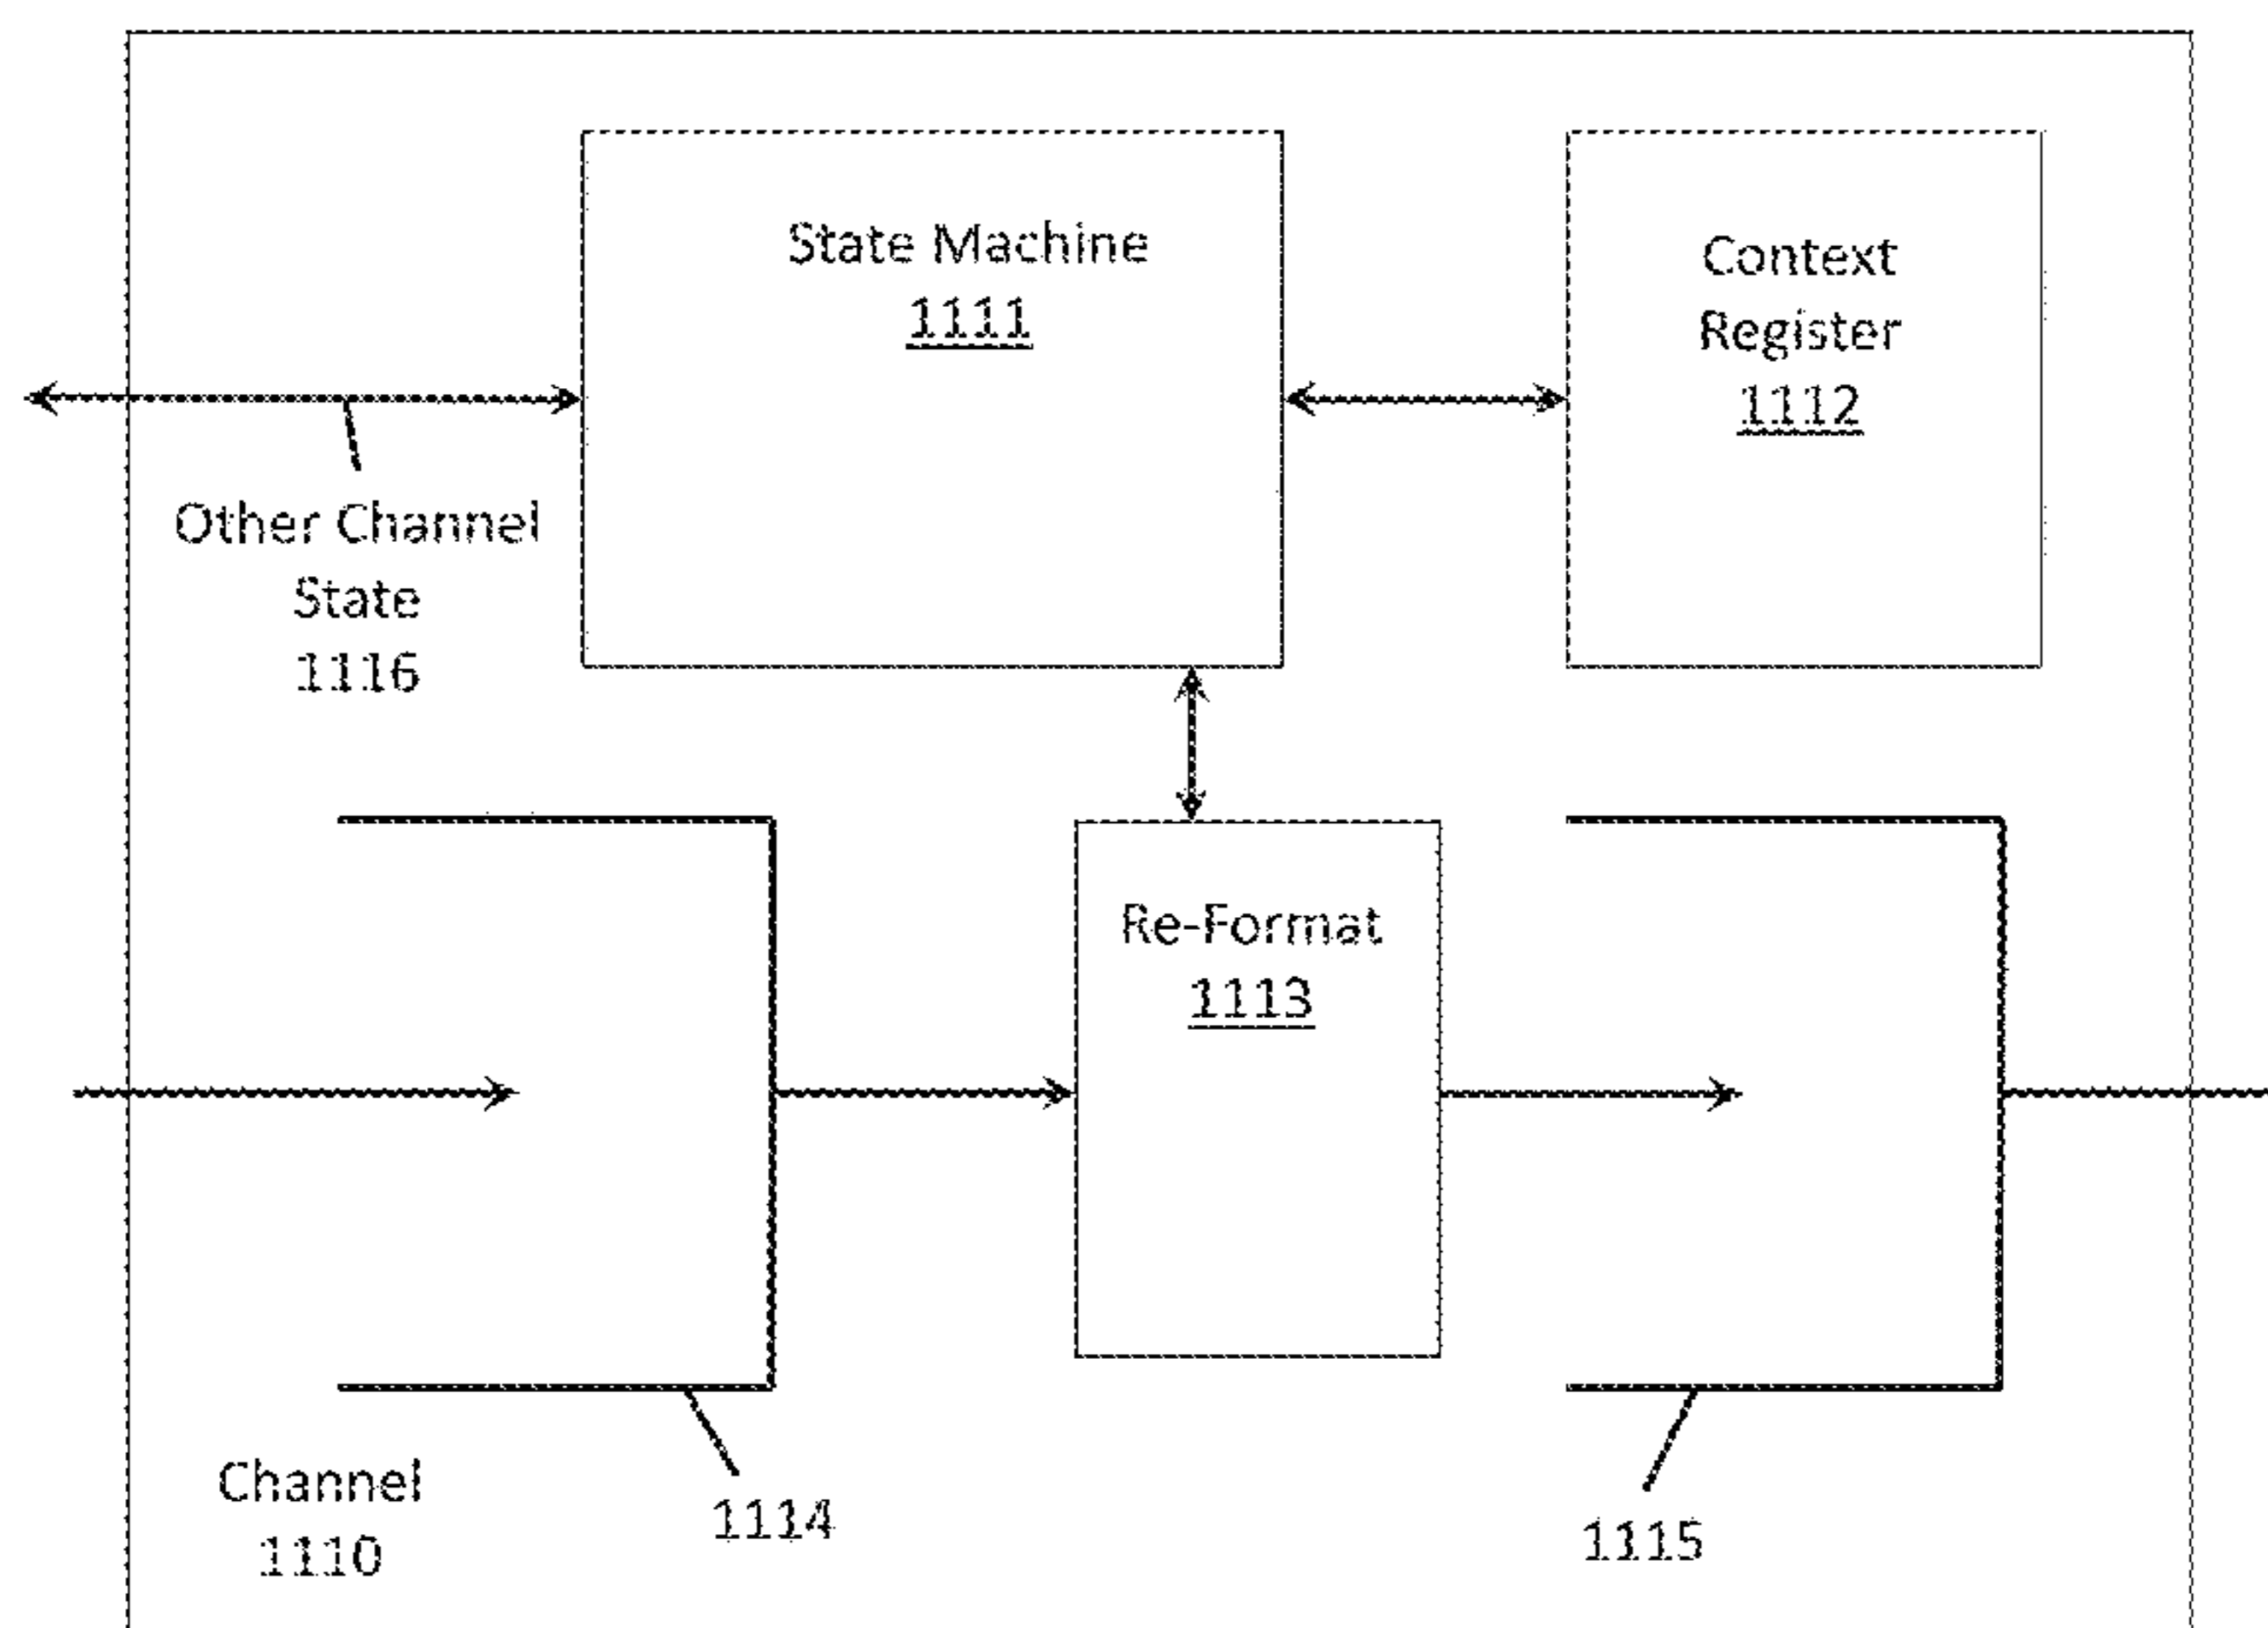 State Machine
1111
Context
Register
1112
Other Channel
State
1116
Re-Format
1113
Channel
1110
1114
1115